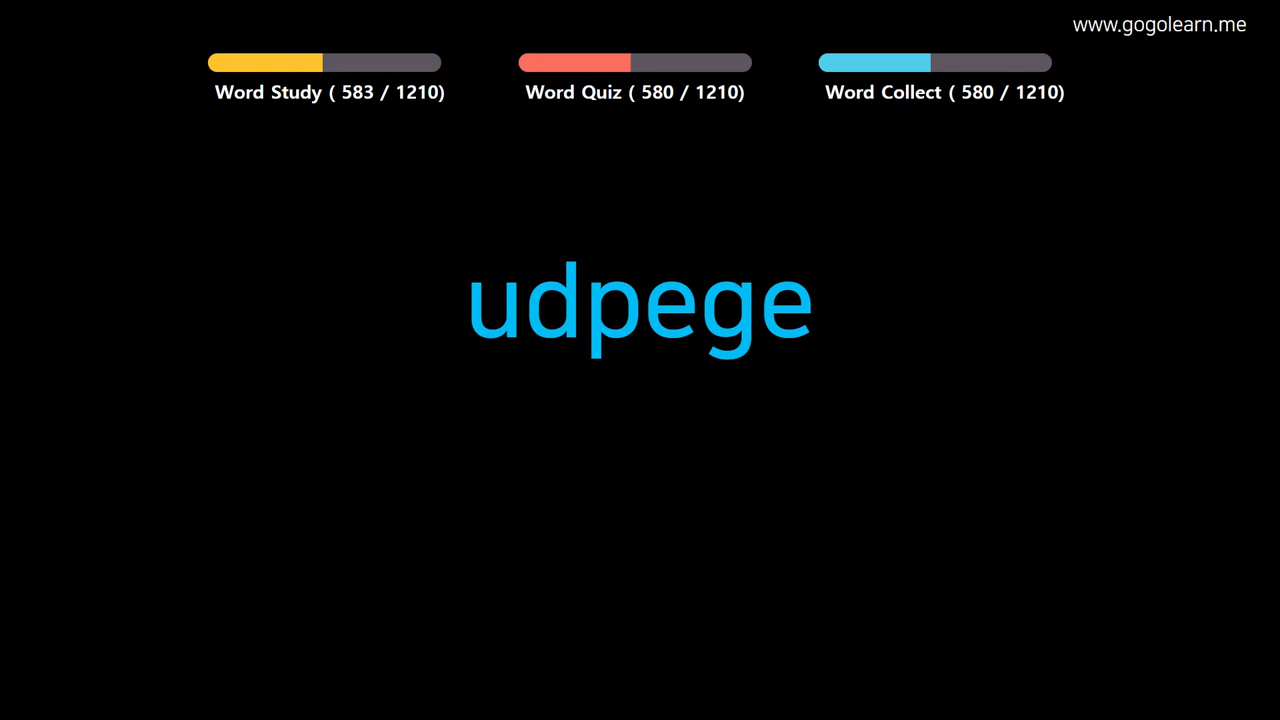 www.gogolearn.me
Word Study ( 583 / 1210)
Word Quiz ( 580 / 1210)
Word Collect ( 580 / 1210)
udpege